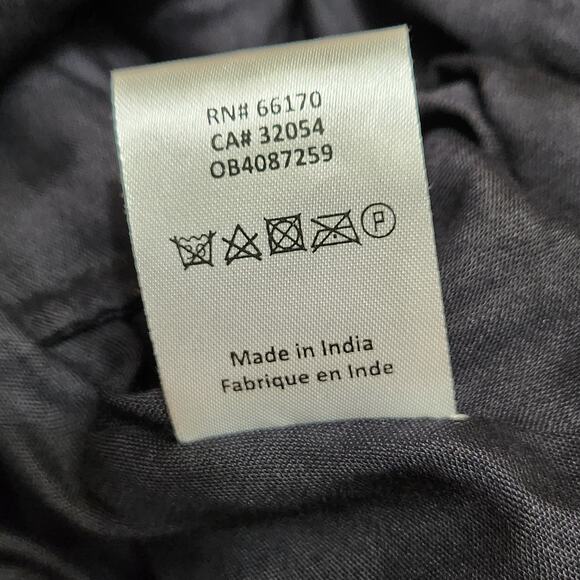 RN# 66170
CA# 32054
OB4087259
P
Made in India
Fabrique en Inde